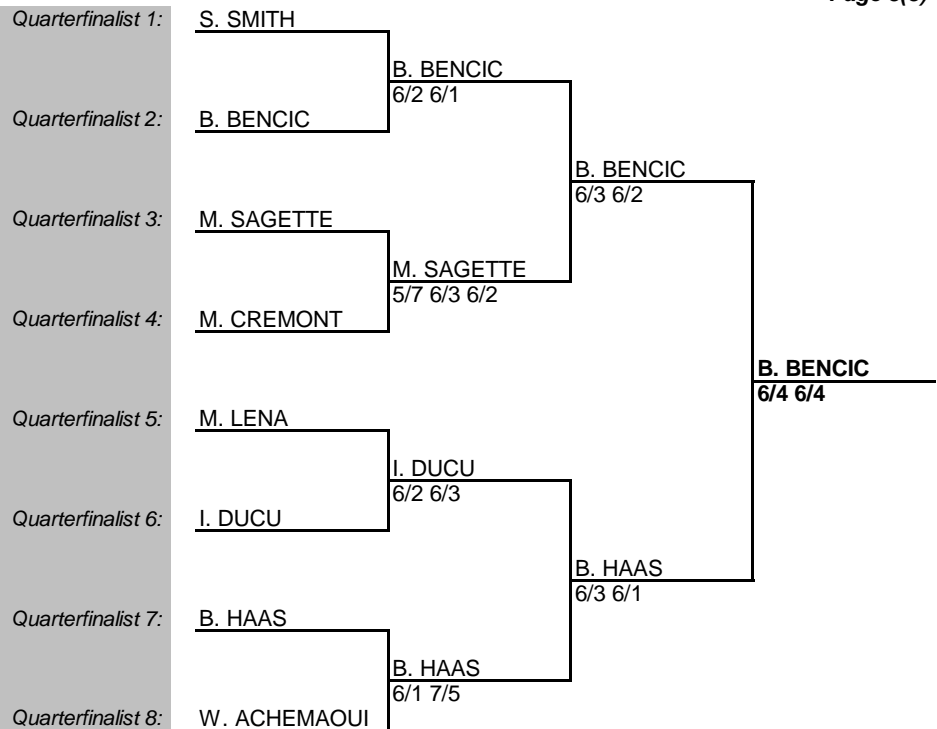 Quarterfinalist 1: S. SMITH
B. BENCIC
6/2 6/1
Quarterfinalist 2: B. BENCIC
B. BENCIC
6/3 6/2
Quarterfinalist 3: M. SAGETTE
M. SAGETTE
5/7 6/3 6/2
Quarterfinalist 4: M. CREMONT
B. BENCIC
6/4 6/4
Quarterfinalist 5: M. LENA
I. DUCU
6/2 6/3
Quarterfinalist 6: I. DUCU
B. HAAS
6/3 6/1
Quarterfinalist 7: B. HAAS
B. HAAS
6/1 7/5
Quarterfinalist 8: W. ACHEMAOUI